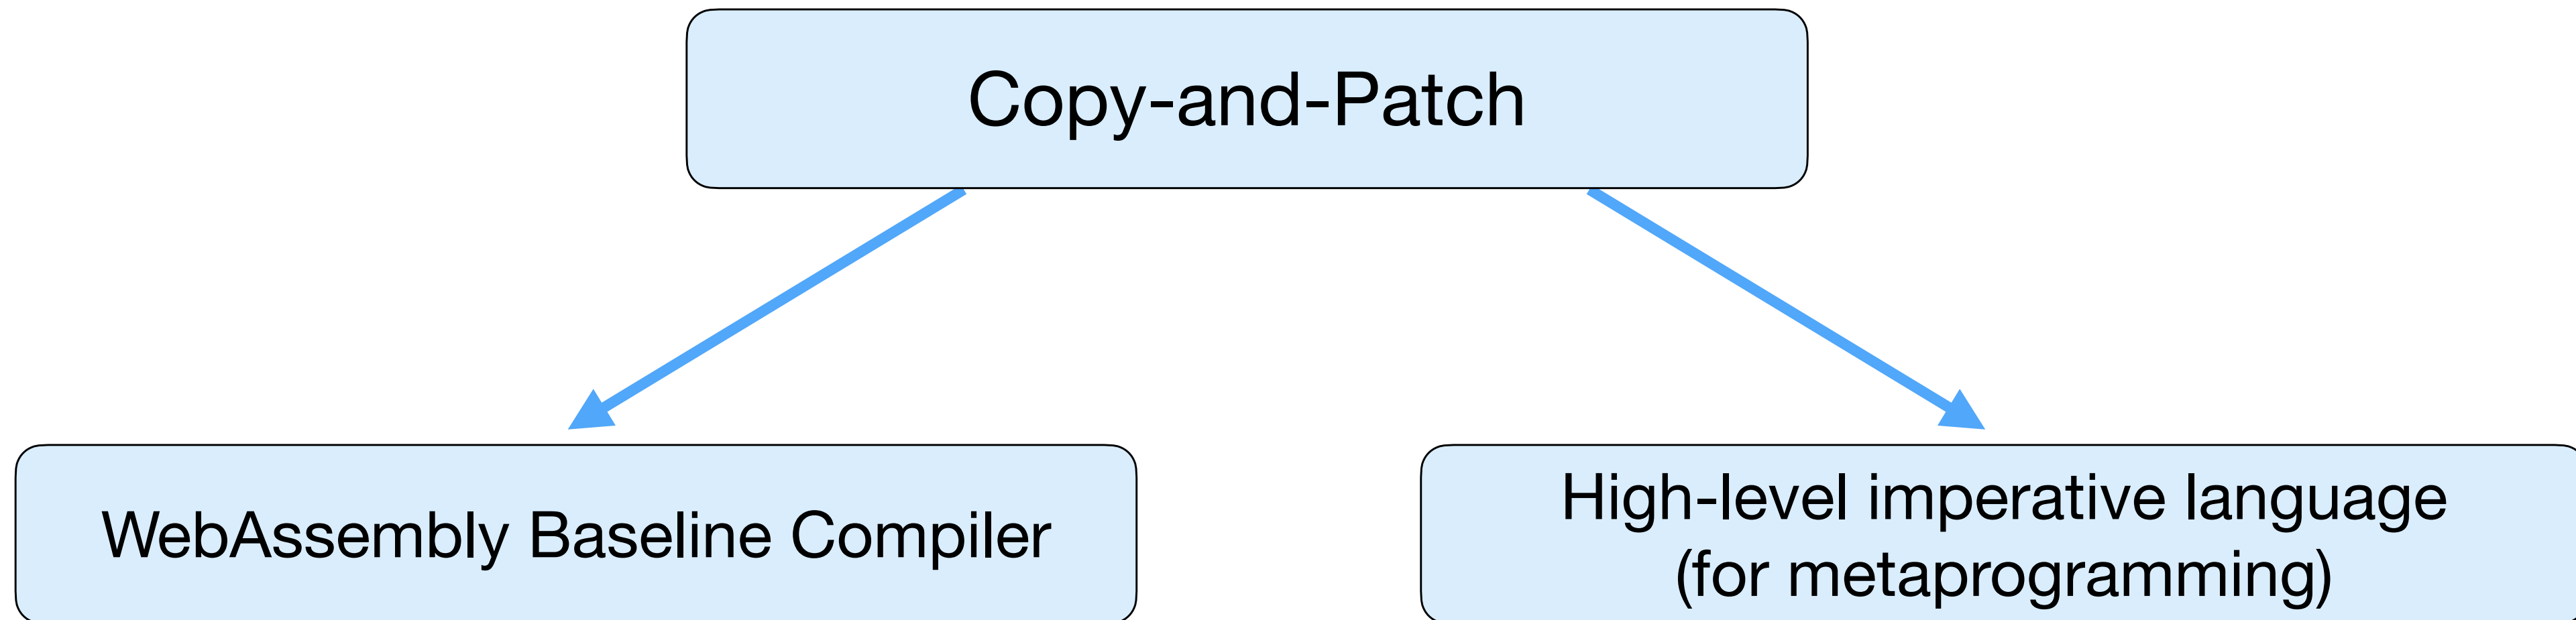 Copy-and-Patch
WebAssembly Baseline Compiler
High-level imperative language
(for metaprogramming)